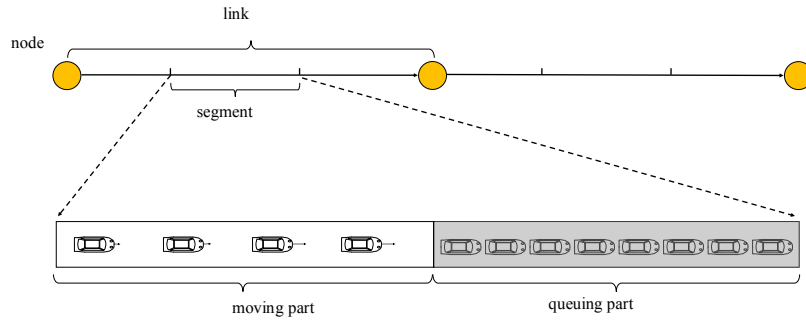 link
node
segment
moving part
queuing part